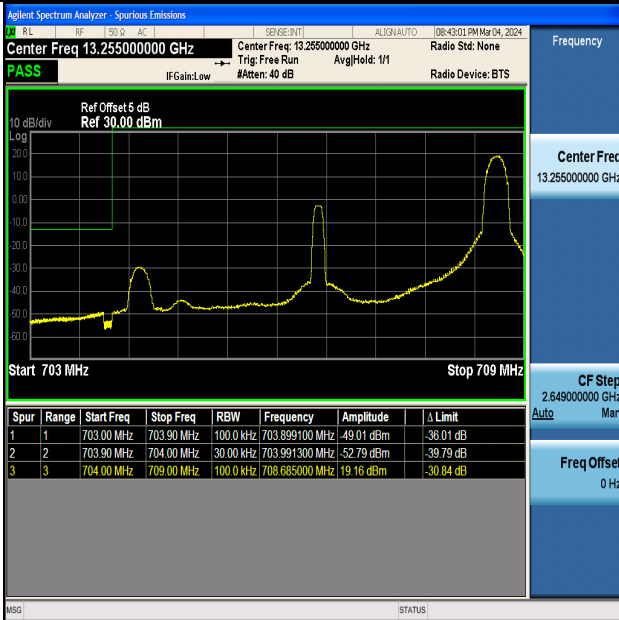 Agilent Spectrum Analyzer - Spurious Emissions
LXI RL RF 50 Ω AC SENSE:INT ALIGN AUTO 08:43:01 PM Mar 04, 2024
Center Freq 13.255000000 GHz
Center Freq: 13.255000000 GHz
Radio Std: None
PASS
Trig: Free Run Avg|Hold: 1/1
IFGain:Low #Atten: 40 dB Radio Device: BTS
Ref Offset 5 dB
10 dB/div Ref 30.00 dBm
Log
20.0
10.0
0.00
-10.0
-20.0
-30.0
-40.0
-50.0
-60.0
Start 703 MHz Stop 709 MHz
Spur Range Start Freq Stop Freq RBW Frequency Amplitude Δ Limit
1 1 703.00 MHz 703.90 MHz 100.0 kHz 703.899100 MHz -49.01 dBm -36.01 dB
2 2 703.90 MHz 704.00 MHz 30.00 kHz 703.991300 MHz -52.79 dBm -39.79 dB
3 3 704.00 MHz 709.00 MHz 100.0 kHz 708.685000 MHz 19.16 dBm -30.84 dB
Frequency
Center Freq
13.255000000 GHz
CF Step
2.649000000 GHz
Auto Man
Freq Offset
0 Hz
MSG STATUS